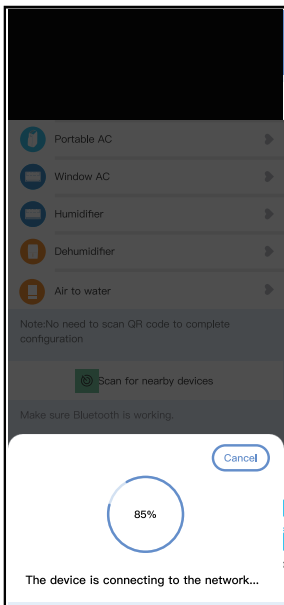 Portable AC
Window AC
Humidifier
Dehumidifier
Air to water
Note:No need to scan QR code to complete
configuration
Scan for nearby devices
Make sure Bluetooth is working.
Cancel
85%
The device is connecting to the network...